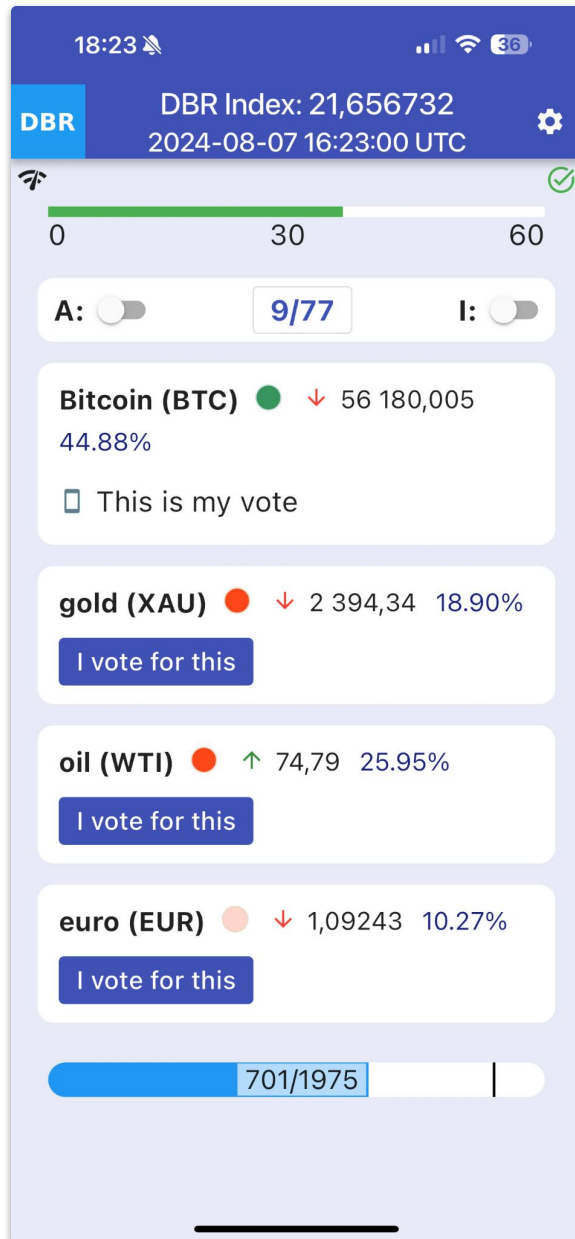 18:23
36
DBR
DBR Index: 21,656732
2024-08-07 16:23:00 UTC
0 30 60
A: 9/77 I:
Bitcoin (BTC) ↓ 56 180,005
44.88%
This is my vote
gold (XAU) ↓ 2 394,34 18.90%
I vote for this
oil (WTI) ↑ 74,79 25.95%
I vote for this
euro (EUR) ↓ 1,09243 10.27%
I vote for this
701/1975